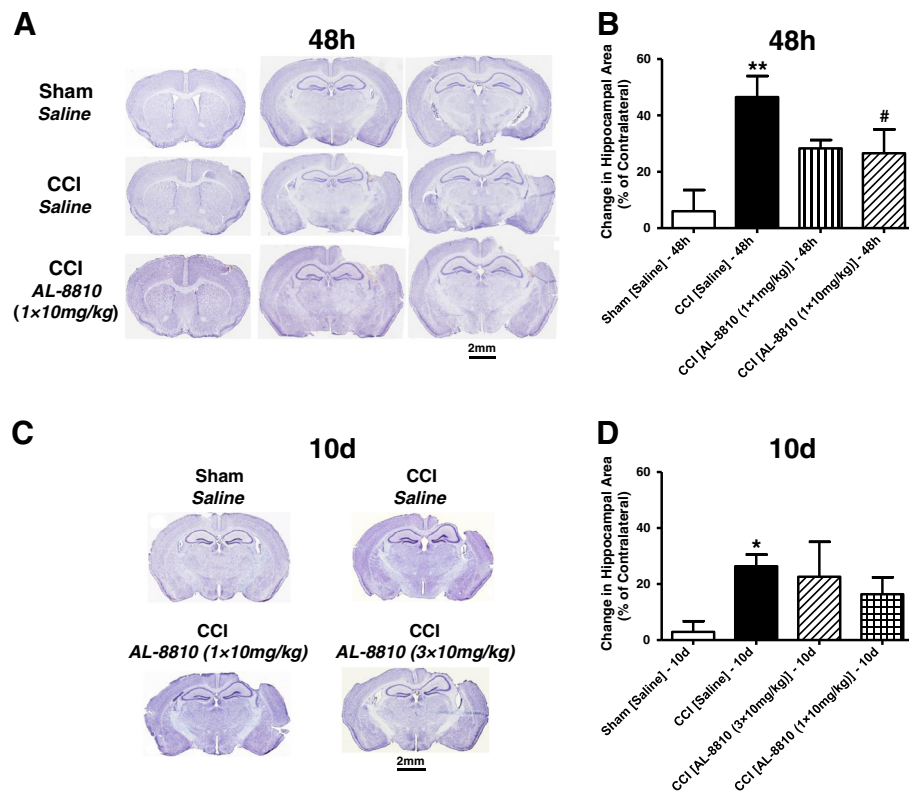 A
48h
Sham
Saline
CCI
Saline
CCI
AL-8810
(1×10mg/kg)
2mm
B
48h
Change in Hippocampal Area
(% of Contralateral)
60
40
20
0
**
#
Sham [Saline] - 48h
CCI [Saline] - 48h
CCI [AL-8810 (1×1mg/kg)] - 48h
CCI [AL-8810 (1×10mg/kg)] - 48h
C
10d
Sham
Saline
CCI
Saline
CCI
AL-8810 (1×10mg/kg)
CCI
AL-8810 (3×10mg/kg)
2mm
D
10d
Change in Hippocampal Area
(% of Contralateral)
60
40
20
0
*
Sham [Saline] - 10d
CCI [Saline] - 10d
CCI [AL-8810 (3×10mg/kg)] - 10d
CCI [AL-8810 (1×10mg/kg)] - 10d